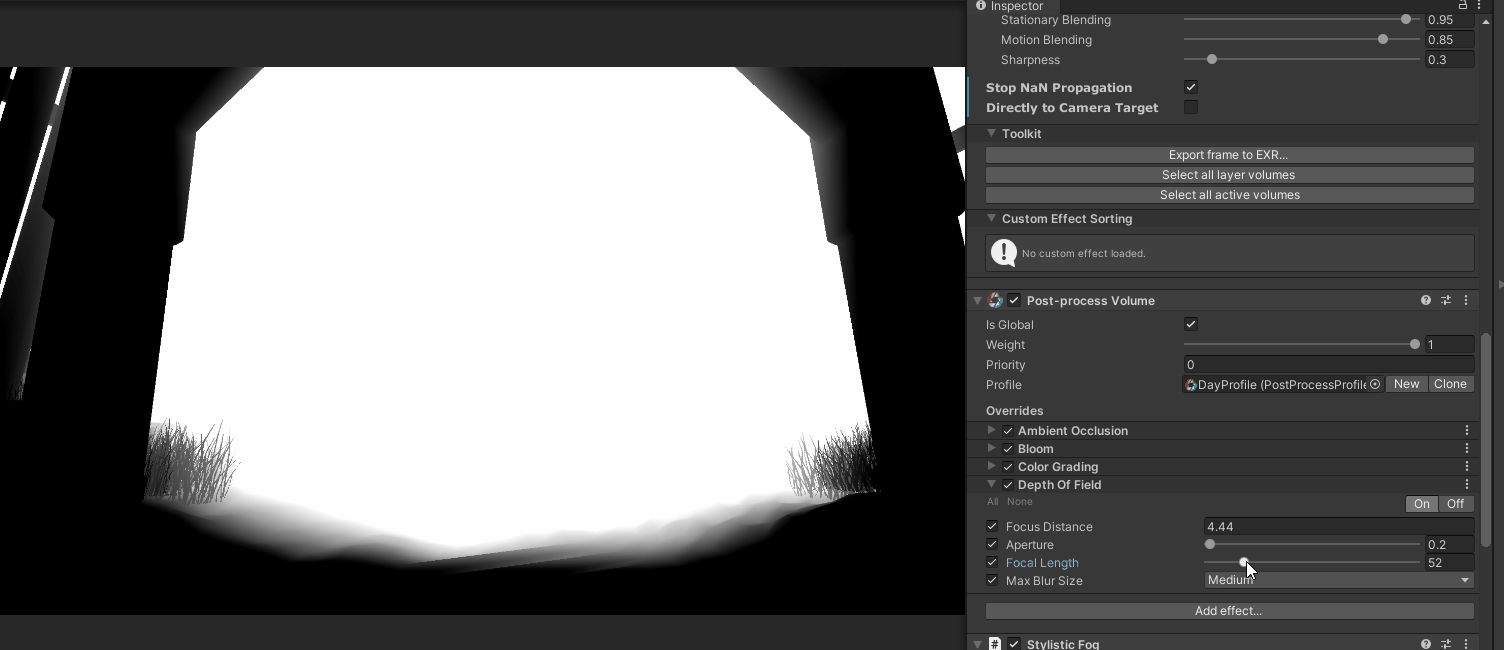 Inspector
Stationary Blending 0.95
Motion Blending 0.85
Sharpness 0.3
Stop NaN Propagation
Directly to Camera Target
Toolkit
Export frame to EXR...
Select all layer volumes
Select all active volumes
Custom Effect Sorting
No custom effect loaded.
Post-process Volume
Is Global
Weight 1
Priority 0
Profile DayProfile (PostProcessProfile New Clone
Overrides
Ambient Occlusion
Bloom
Color Grading
Depth Of Field
All None On Off
Focus Distance 4.44
Aperture 0.2
Focal Length 52
Max Blur Size Medium
Add effect...
# Stylistic Fog